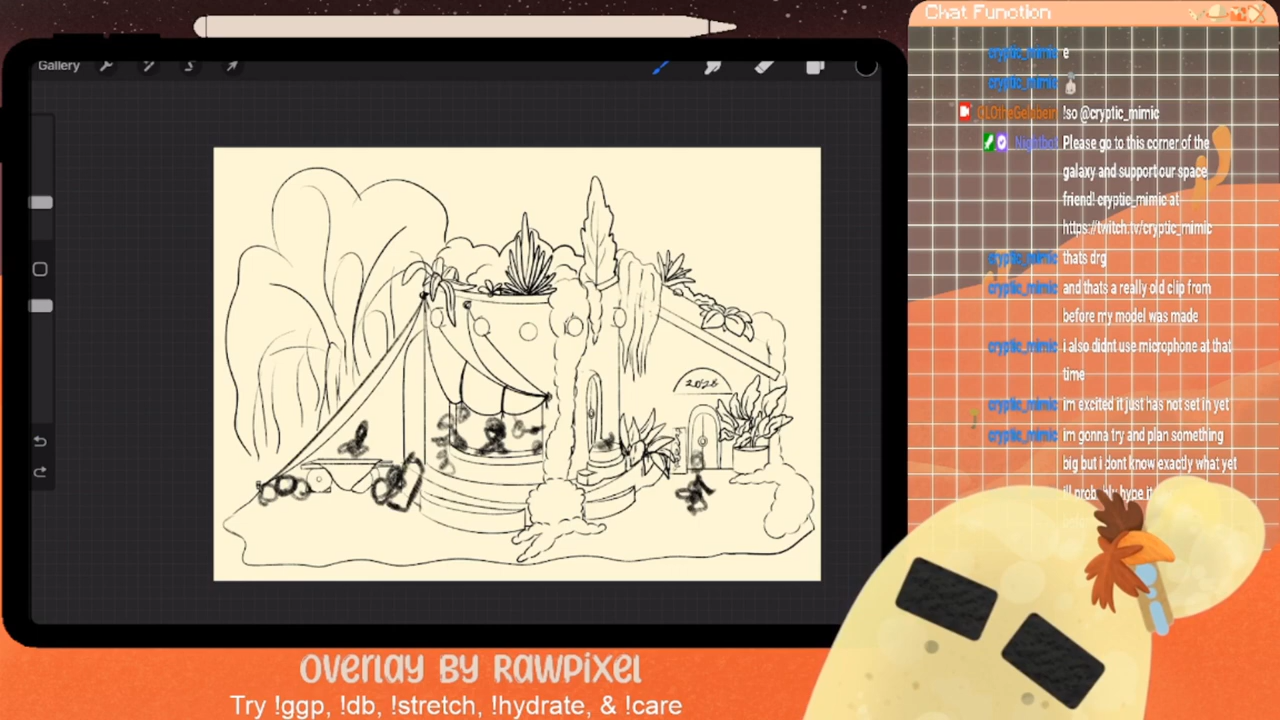 Chat Function
Gallery
cryptic_mimic e
cryptic_mimic
!so @cryptic_mimic
Nightbot Please go to this corner of the
galaxy and support our space
friend! cryptic_mimic at
https://twitch.tv/cryptic_mimic
cryptic_mimic thats drg
cryptic_mimic and thats a really old clip from
before my model was made
cryptic_mimic i also didnt use microphone at that
time
cryptic_mimic im excited it just has not set in yet
cryptic_mimic im gonna try and plan something
big but i dont know exactly what yet
hype
OVERLAY BY RAWPIXEL
Try !ggp, !db, !stretch, !hydrate, & !care